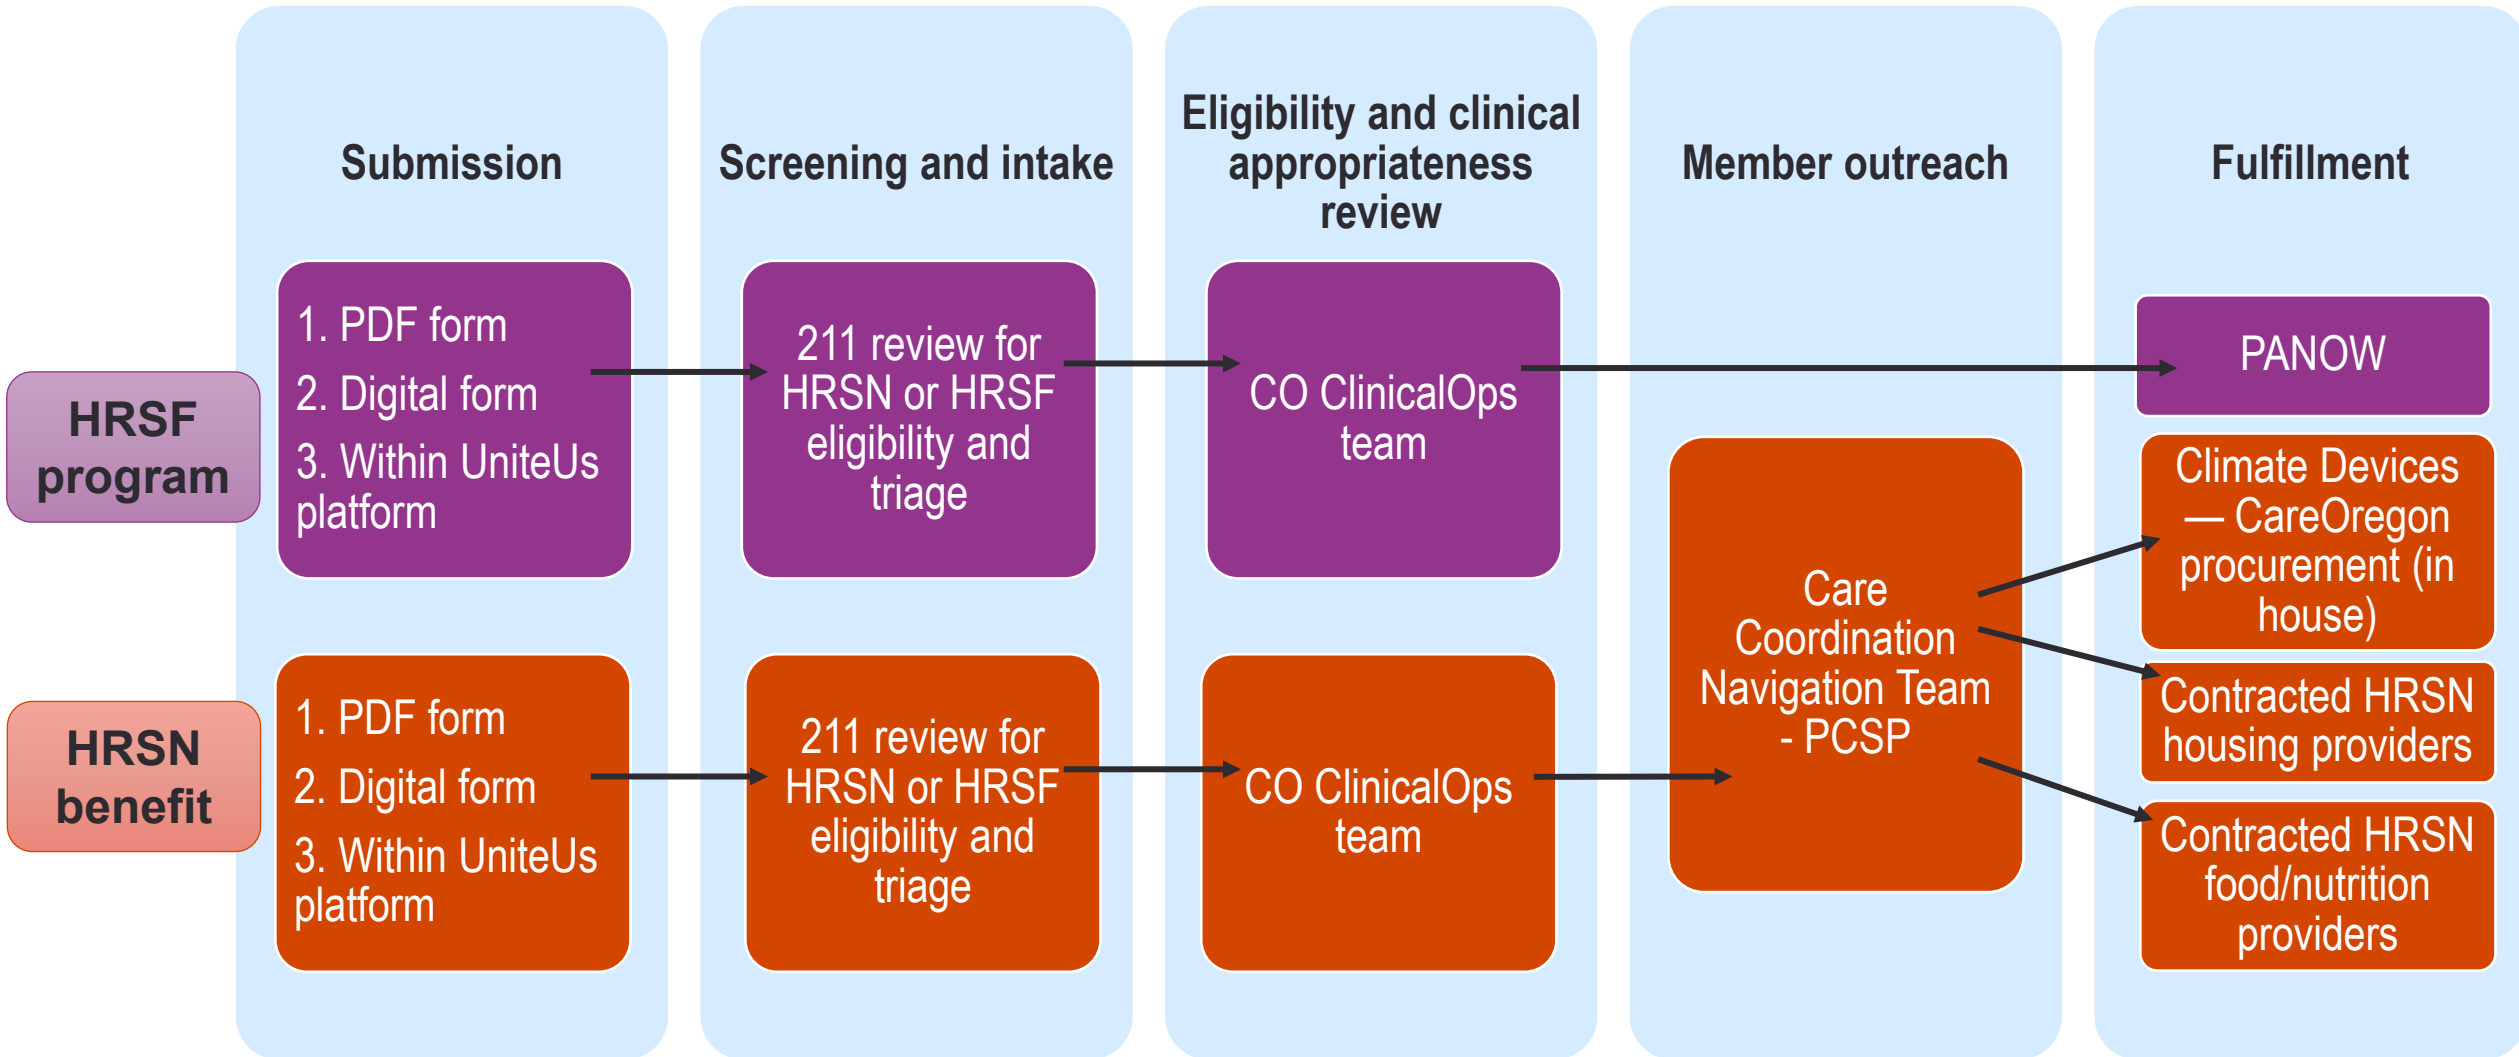 Submission
Screening and intake
Eligibility and clinical
appropriateness
review
Member outreach
Fulfillment
HRSF
program
1. PDF form
2. Digital form
3. Within UniteUs
platform
211 review for
HRSN or HRSF
eligibility and
triage
CO ClinicalOps
team
PANOW
HRSN
benefit
1. PDF form
2. Digital form
3. Within UniteUs
platform
211 review for
HRSN or HRSF
eligibility and
triage
CO ClinicalOps
team
Care
Coordination
Navigation Team
- PCSP
Climate Devices
— CareOregon
procurement (in
house)
Contracted HRSN
housing providers
Contracted HRSN
food/nutrition
providers